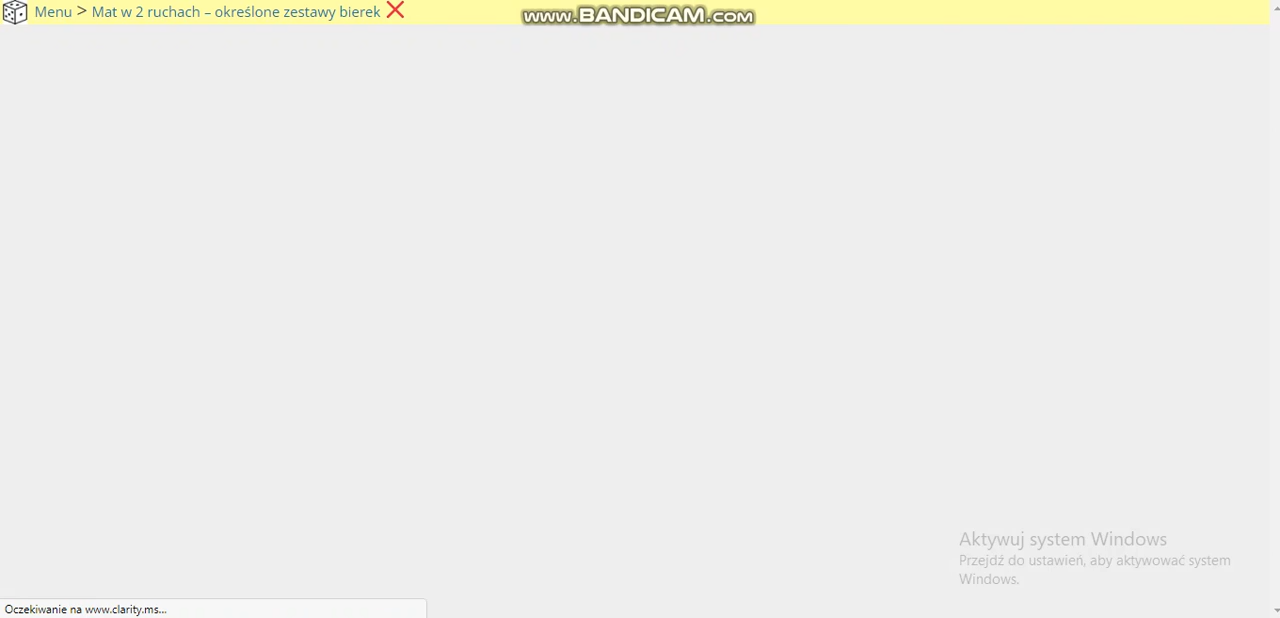 Menu > Mat w 2 ruchach – określone zestawy bierek
www.BANDICAM.com
Aktywuj system Windows
Przejdź do ustawień, aby aktywować system
Windows.
Oczekiwanie na www.clarity.ms...